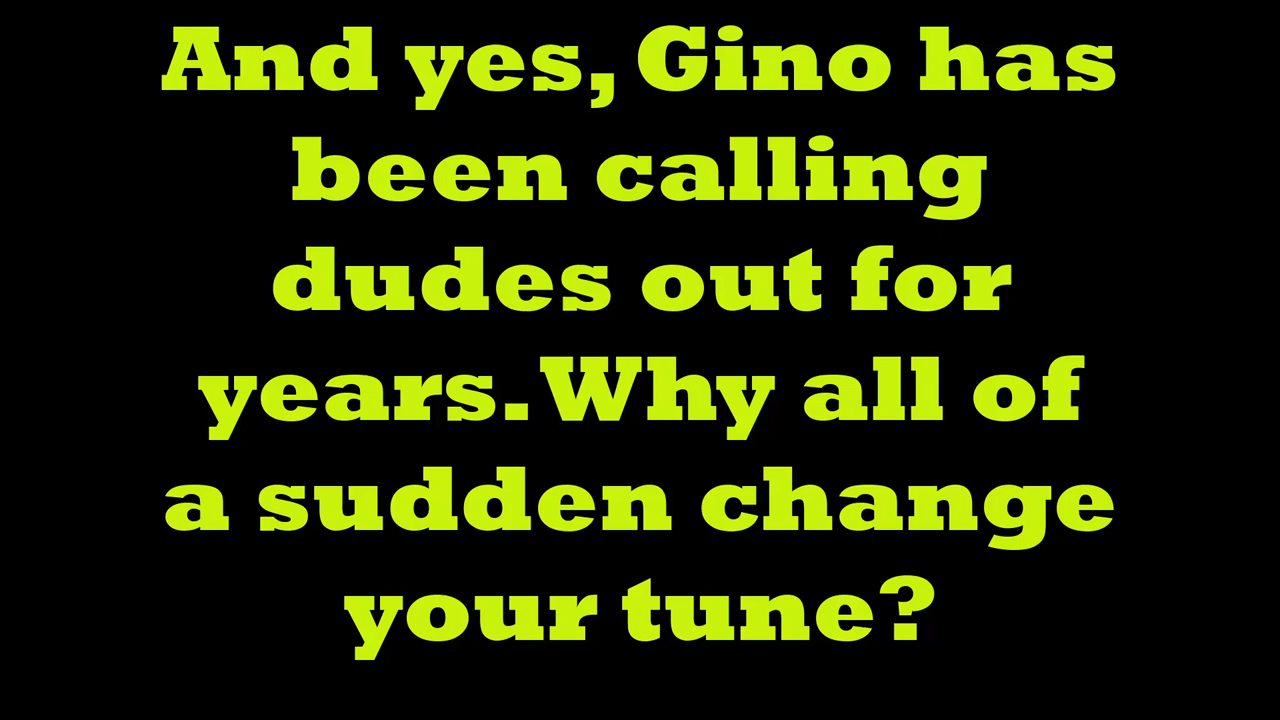 And yes, Gino has
been calling
dudes out for
years. Why all of
a sudden change
your tune?